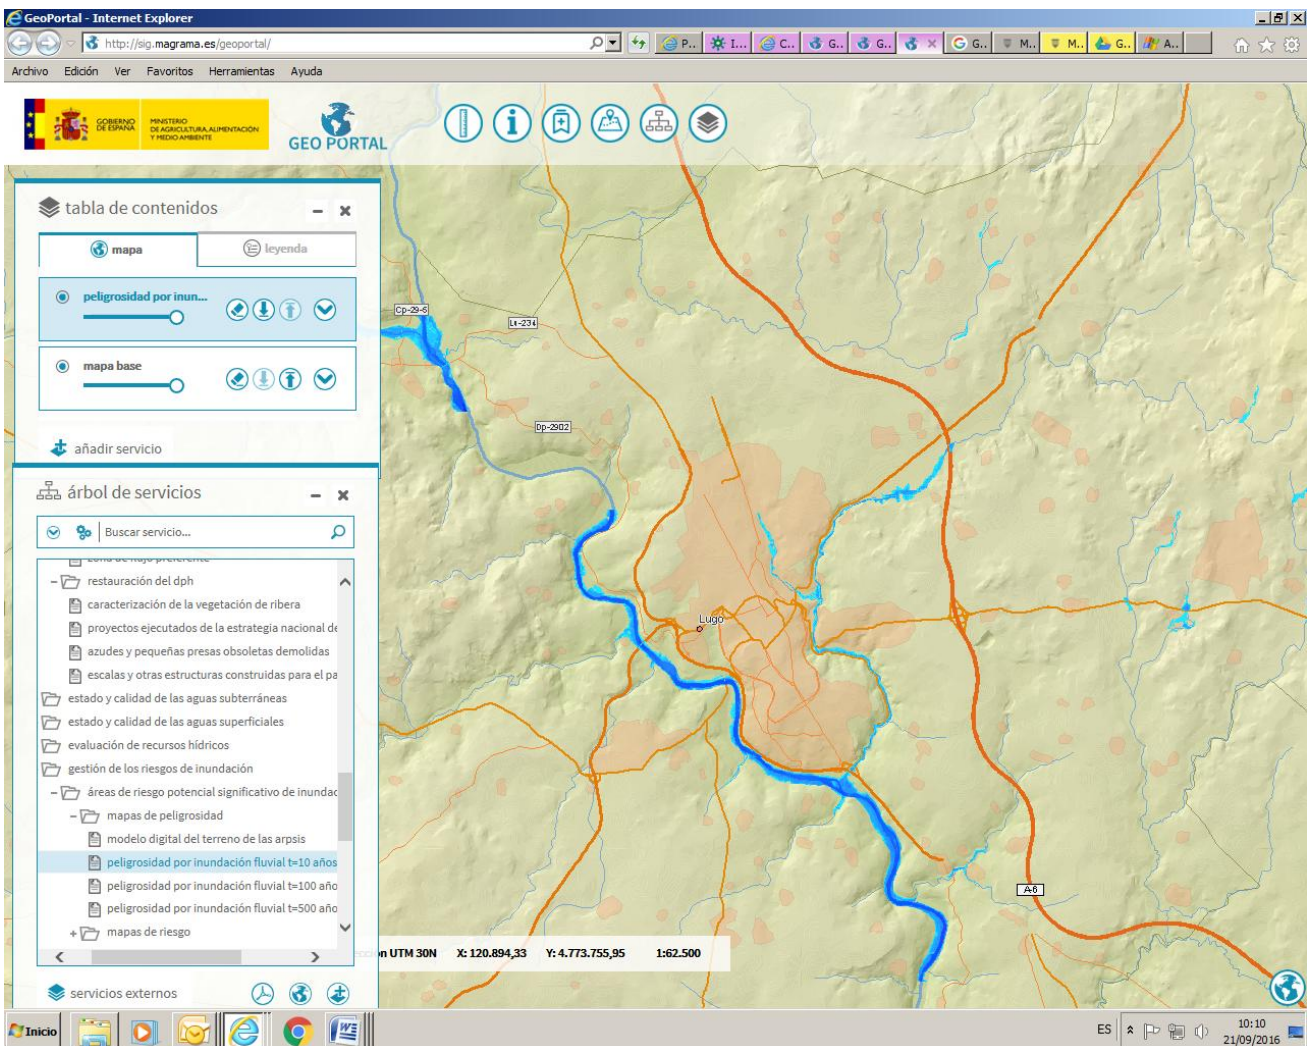 GeoPortal - Internet Explorer
http://sig.magrama.es/geoportal/
P.. I... C.. G.. G.. G.. M.. M.. G.. A..
Archivo Edición Ver Favoritos Herramientas Ayuda
GOBIERNO DE ESPAÑA
MINISTERIO DE AGRICULTURA, ALIMENTACIÓN Y MEDIO AMBIENTE
GEO PORTAL
tabla de contenidos
mapa leyenda
peligrosidad por inun...
mapa base
añadir servicio
árbol de servicios
Buscar servicio...
zona de flujo preferente
restauración del dph
caracterización de la vegetación de ribera
proyectos ejecutados de la estrategia nacional de
azudes y pequeñas presas obsoletas demolidas
escalas y otras estructuras construidas para el pa
estado y calidad de las aguas subterráneas
estado y calidad de las aguas superficiales
evaluación de recursos hídricos
gestión de los riesgos de inundación
áreas de riesgo potencial significativo de inundac
mapas de peligrosidad
modelo digital del terreno de las arpsis
peligrosidad por inundación fluvial t=10 años
peligrosidad por inundación fluvial t=100 año
peligrosidad por inundación fluvial t=500 año
mapas de riesgo
servicios externos
Cp-29-6
Lu-234
Dp-2902
Lugo
A-6
n UTM 30N X: 120.894,33 Y: 4.773.755,95 1:62.500
Inicio
ES
10:10
21/09/2016